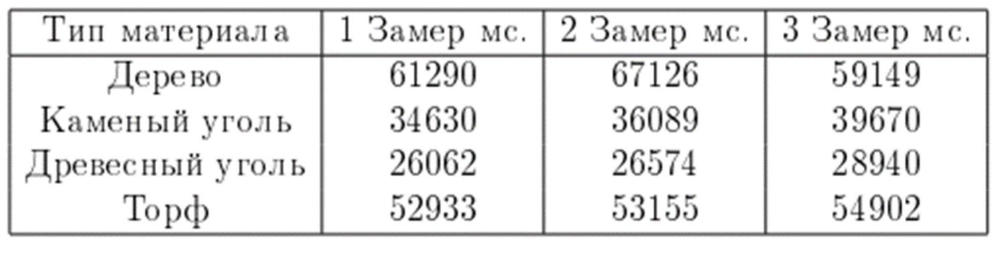 Тип материала 1 Замер мс. 2 Замер мс. 3 Замер мс.
Дерево 61290 67126 59149
Каменый уголь 34630 36089 39670
Древесный уголь 26062 26574 28940
Торф 52933 53155 54902